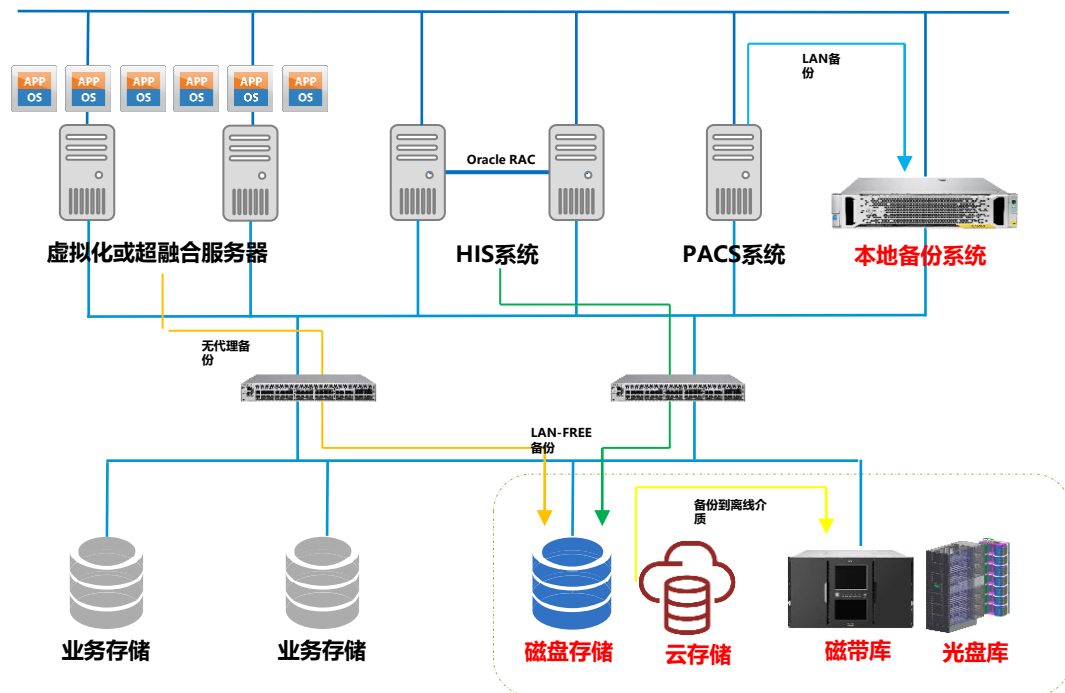 LAN备
份
APP
OS
APP
OS
APP
OS
APP
OS
APP
OS
APP
OS
Oracle RAC
虚拟化或超融合服务器
HIS系统
PACS系统
本地备份系统
无代理备
份
LAN-FREE
备份
备份到离线介
质
业务存储
业务存储
磁盘存储
云存储
磁带库
光盘库